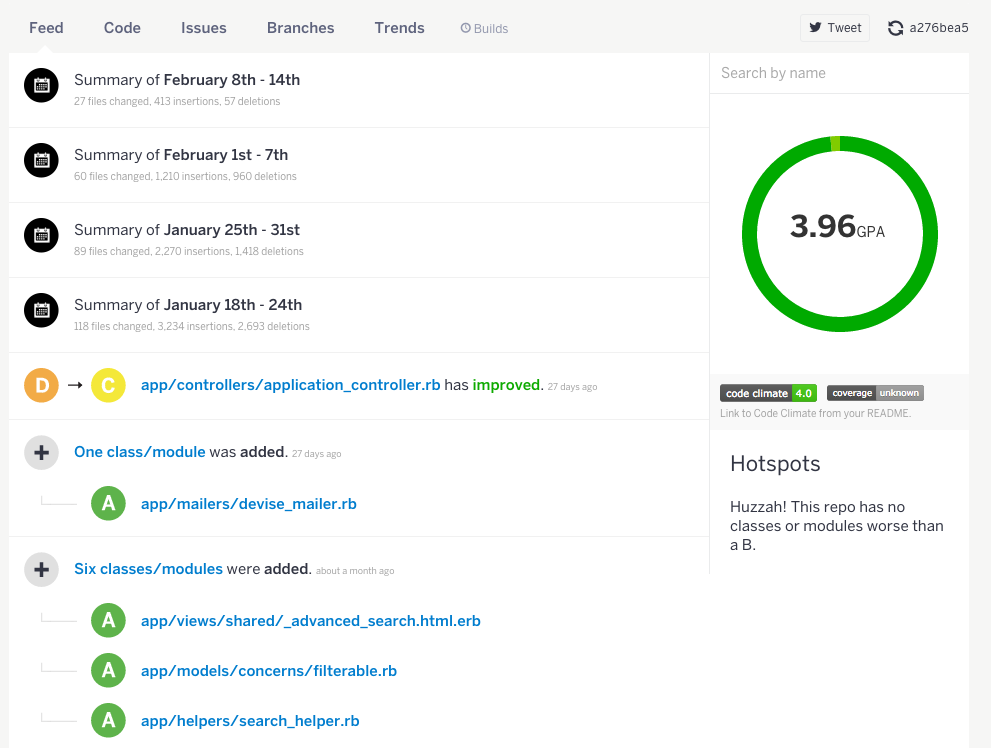 Feed Code Issues Branches Trends Builds Tweet a276bea5
Summary of February 8th - 14th
27 files changed, 413 insertions, 57 deletions
Summary of February 1st - 7th
60 files changed, 1,210 insertions, 960 deletions
Summary of January 25th - 31st
89 files changed, 2,270 insertions, 1,418 deletions
Summary of January 18th - 24th
118 files changed, 3,234 insertions, 2,693 deletions
D → C app/controllers/application_controller.rb has improved. 27 days ago
One class/module was added. 27 days ago
A app/mailers/devise_mailer.rb
Six classes/modules were added. about a month ago
A app/views/shared/_advanced_search.html.erb
A app/models/concerns/filterable.rb
A app/helpers/search_helper.rb
Search by name
3.96GPA
code climate 4.0 coverage unknown
Link to Code Climate from your README.
Hotspots
Huzzah! This repo has no
classes or modules worse than
a B.